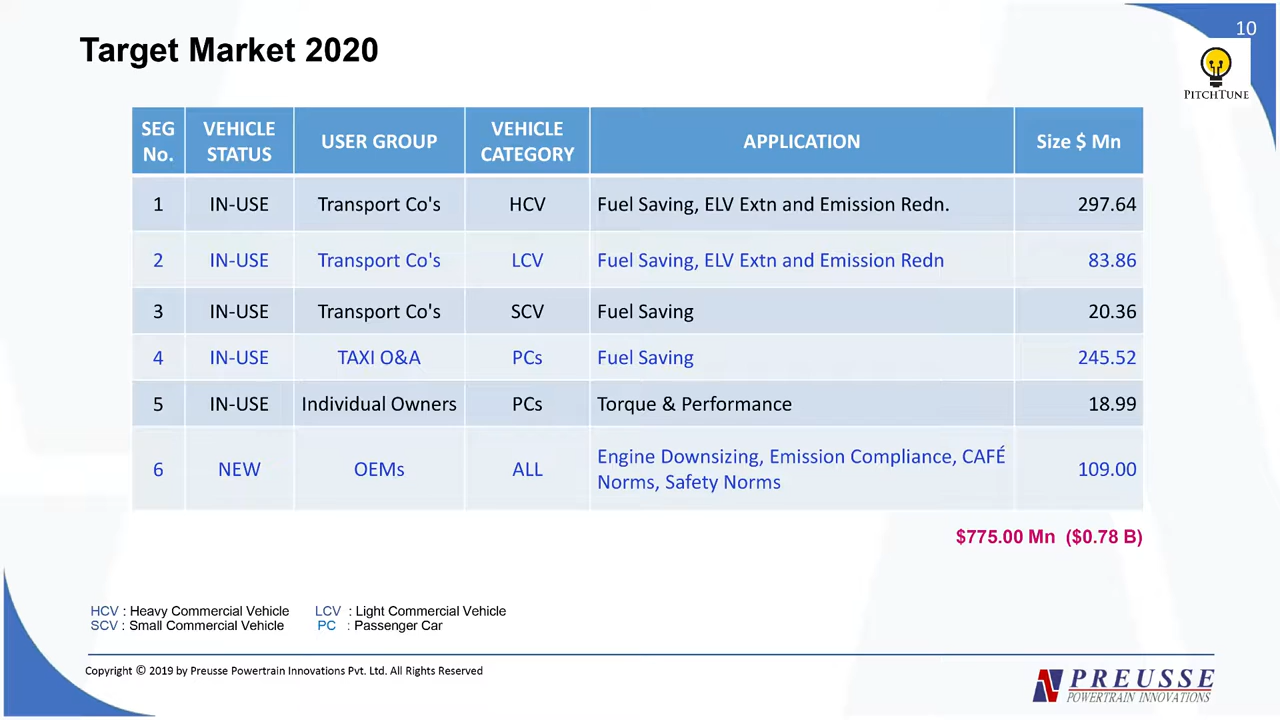 10
Target Market 2020
PITCHTUNE
SEG No. VEHICLE STATUS USER GROUP VEHICLE CATEGORY APPLICATION Size $ Mn
1 IN-USE Transport Co's HCV Fuel Saving, ELV Extn and Emission Redn. 297.64
2 IN-USE Transport Co's LCV Fuel Saving, ELV Extn and Emission Redn 83.86
3 IN-USE Transport Co's SCV Fuel Saving 20.36
4 IN-USE TAXI O&A PCs Fuel Saving 245.52
5 IN-USE Individual Owners PCs Torque & Performance 18.99
6 NEW OEMs ALL Engine Downsizing, Emission Compliance, CAFÉ
Norms, Safety Norms 109.00
$775.00 Mn ($0.78 B)
HCV : Heavy Commercial Vehicle LCV : Light Commercial Vehicle
SCV : Small Commercial Vehicle PC : Passenger Car
Copyright © 2019 by Preusse Powertrain Innovations Pvt. Ltd. All Rights Reserved
PREUSSE
POWERTRAIN INNOVATIONS